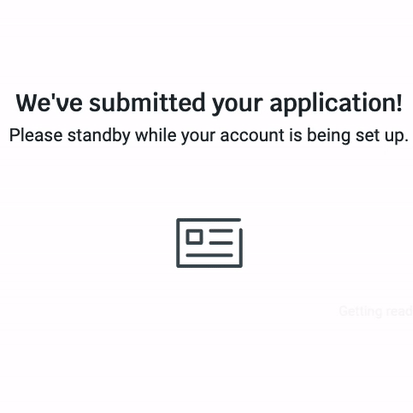 We've submitted your application!
Please standby while your account is being set up.
Getting read